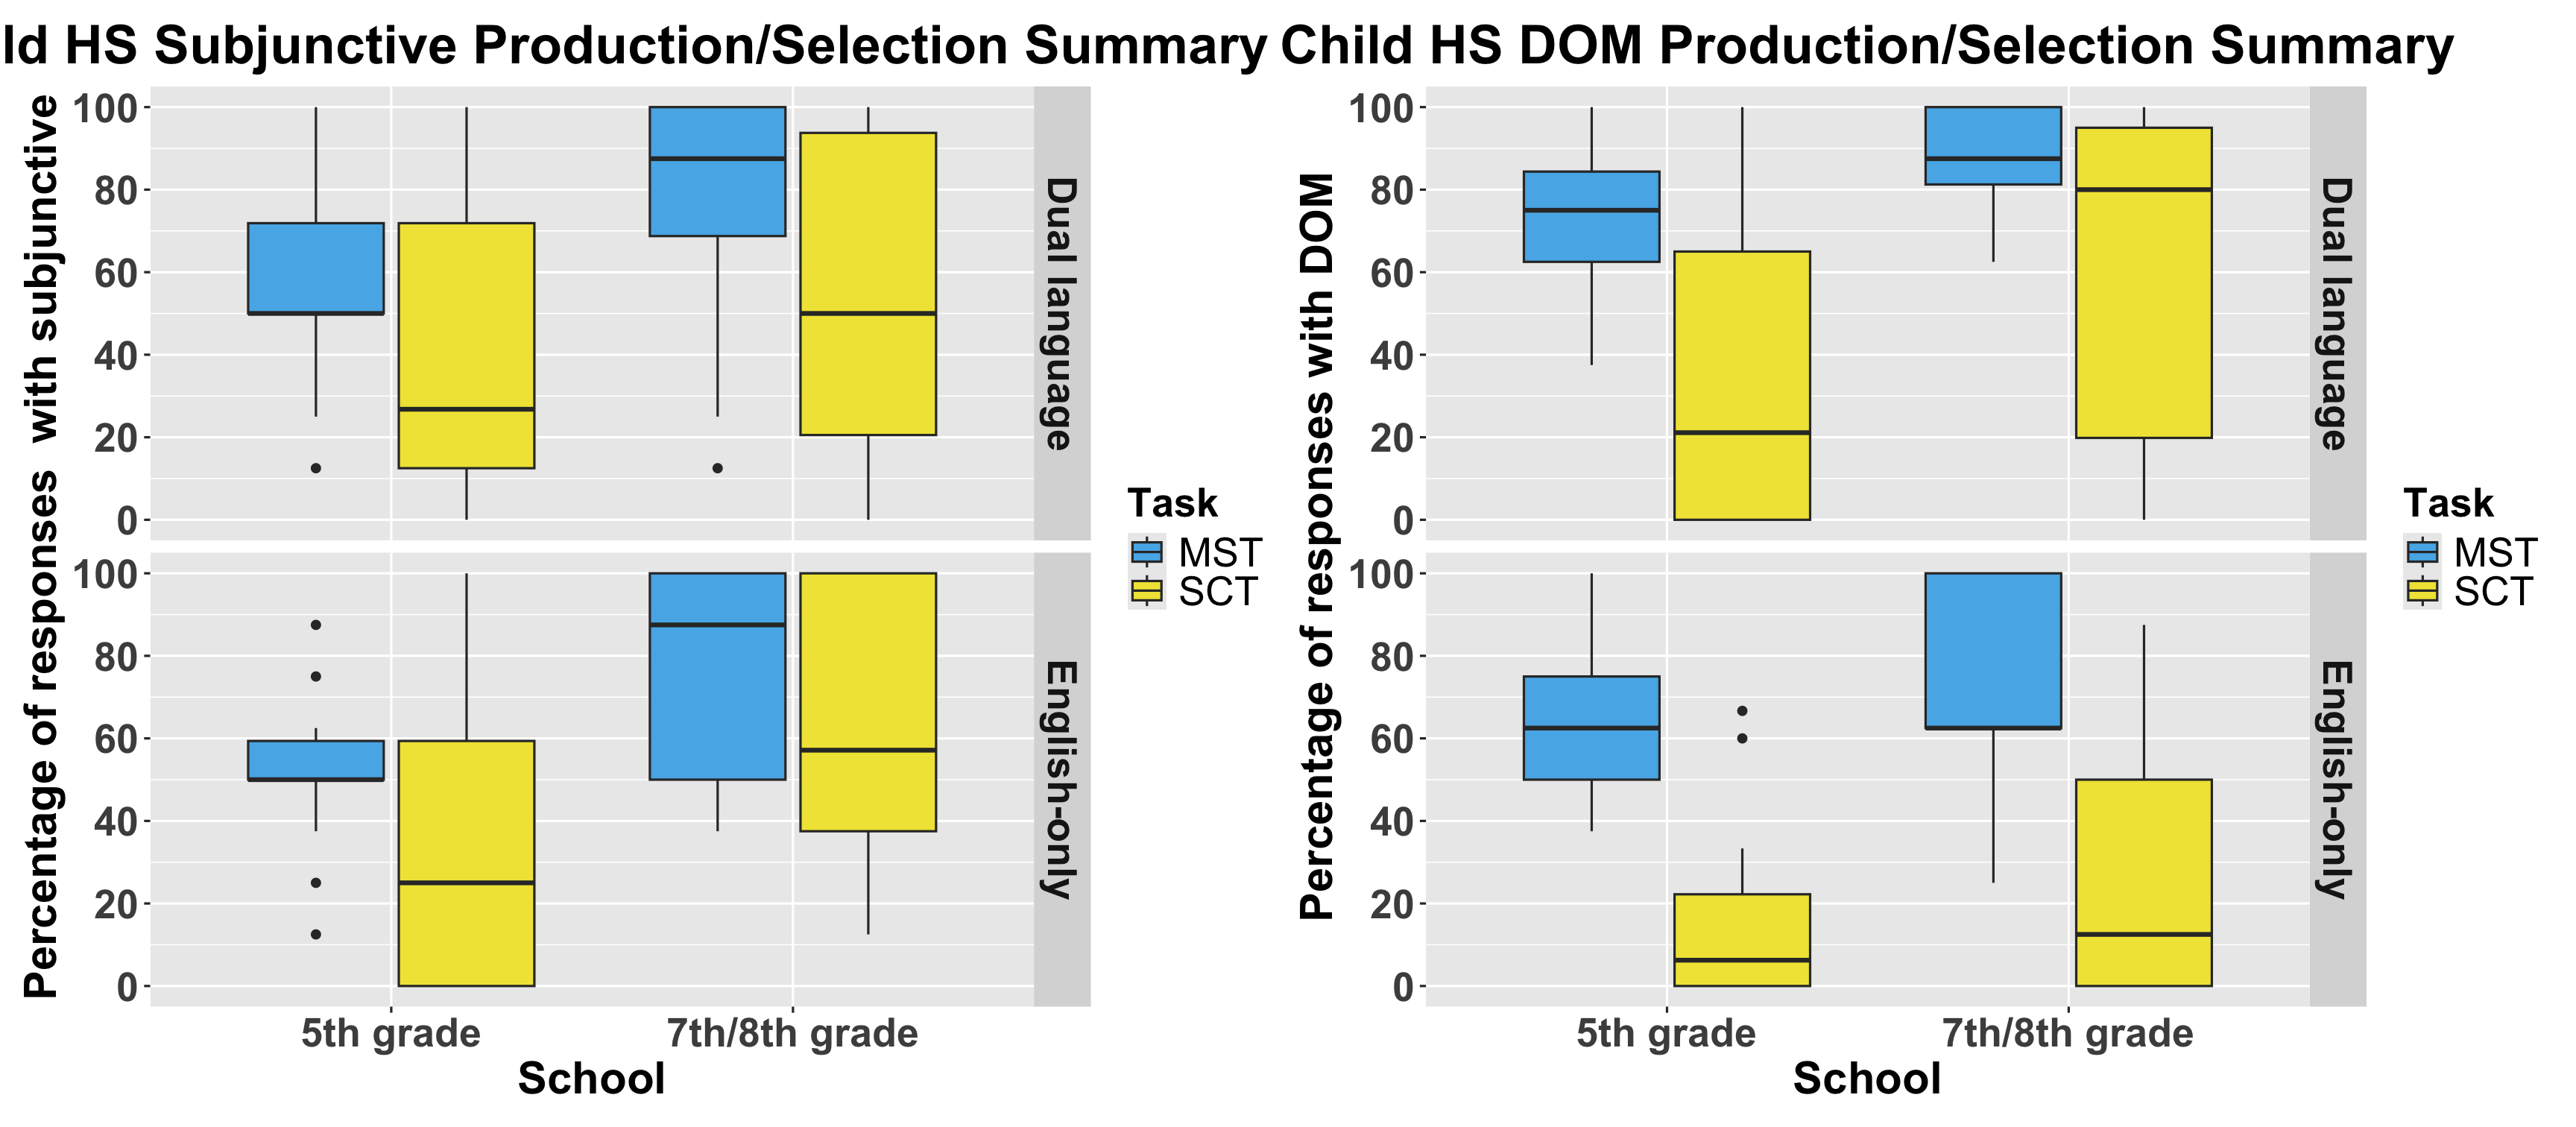 ld HS Subjunctive Production/Selection Summary
Percentage of responses with subjunctive
100
80
60
40
20
0
Dual language
100
80
60
40
20
0
English-only
5th grade 7th/8th grade
School
Task
MST
SCT
Child HS DOM Production/Selection Summary
Percentage of responses with DOM
100
80
60
40
20
0
Dual language
100
80
60
40
20
0
English-only
5th grade 7th/8th grade
School
Task
MST
SCT